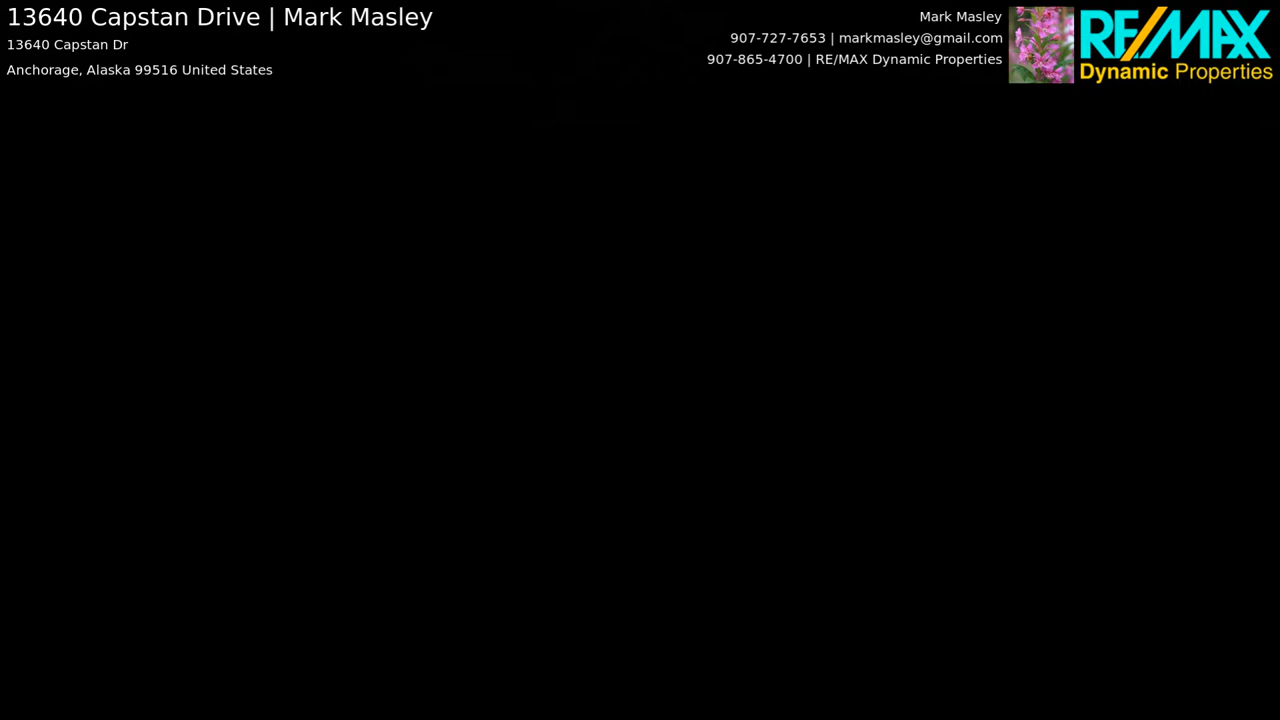 13640 Capstan Drive | Mark Masley
13640 Capstan Dr
Anchorage, Alaska 99516 United States
Mark Masley
907-727-7653 | markmasley@gmail.com
907-865-4700 | RE/MAX Dynamic Properties
RE/MAX
Dynamic Properties